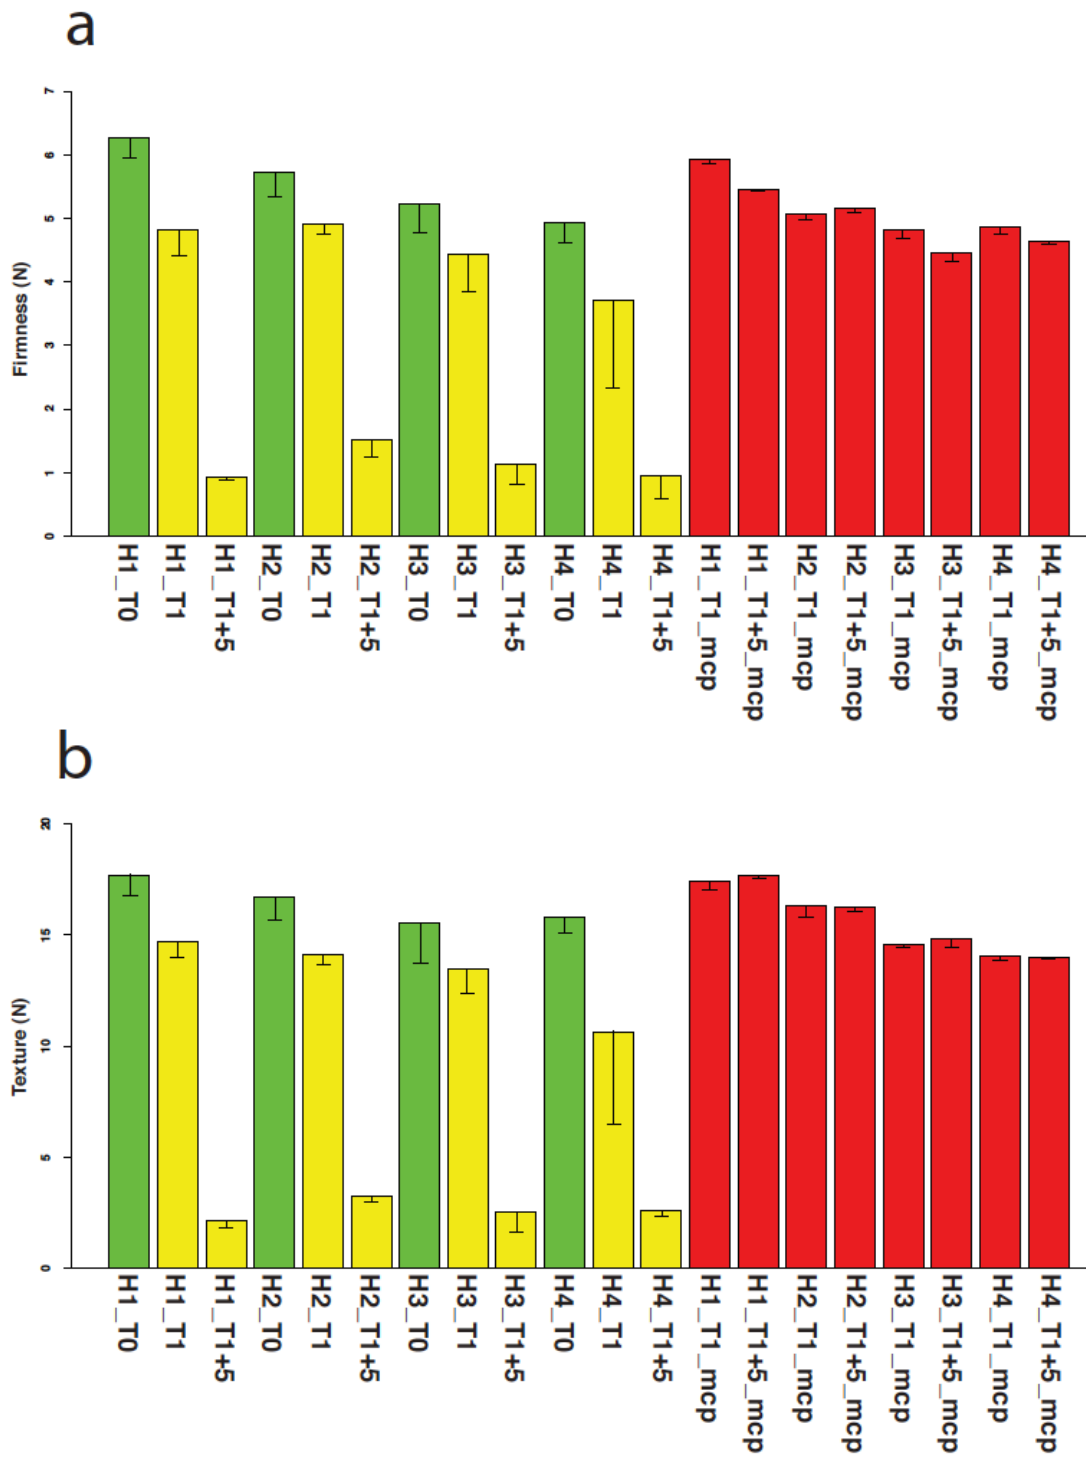 a
Firmness (N)
0 1 2 3 4 5 6 7
H1_T0
H1_T1
H1_T1+5
H2_T0
H2_T1
H2_T1+5
H3_T0
H3_T1
H3_T1+5
H4_T0
H4_T1
H4_T1+5
H1_T1_mcp
H1_T1+5_mcp
H2_T1_mcp
H2_T1+5_mcp
H3_T1_mcp
H3_T1+5_mcp
H4_T1_mcp
H4_T1+5_mcp
b
Texture (N)
0 5 10 15 20
H1_T0
H1_T1
H1_T1+5
H2_T0
H2_T1
H2_T1+5
H3_T0
H3_T1
H3_T1+5
H4_T0
H4_T1
H4_T1+5
H1_T1_mcp
H1_T1+5_mcp
H2_T1_mcp
H2_T1+5_mcp
H3_T1_mcp
H3_T1+5_mcp
H4_T1_mcp
H4_T1+5_mcp